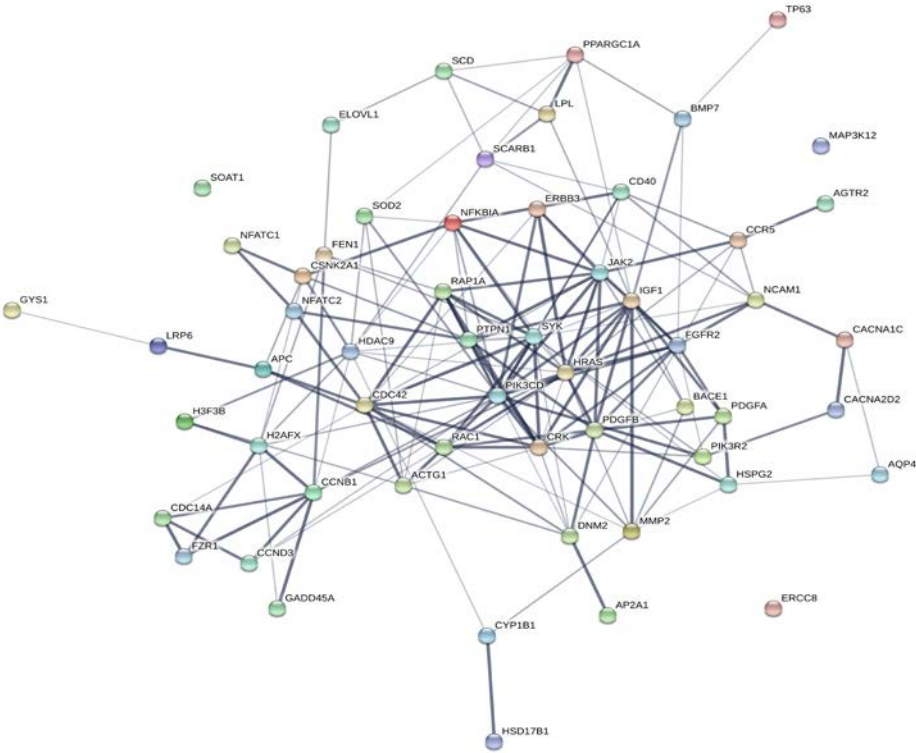 TP63
PPARGC1A
SCD
LPL
BMP7
ELOVL1
MAP3K12
SCARB1
SOAT1
CD40
AGTR2
ERBB3
SOD2
NFKBIA
CCR5
NFATC1
FEN1
CSNK2A1
JAK2
RAP1A
IGF1
NCAM1
GYS1
NFATC2
PTPN1
SYK
FGFR2
CACNA1C
LRP6
HDAC9
APC
HRAS
PIK3CD
CDC42
BACE1
CACNA2D2
PDGFA
H3F3B
PDGFB
H2AFX
RAC1
CRK
PIK3R2
AQP4
ACTG1
HSPG2
CCNB1
CDC14A
DNM2
MMP2
FZR1
CCND3
GADD45A
AP2A1
ERCC8
CYP1B1
HSD17B1